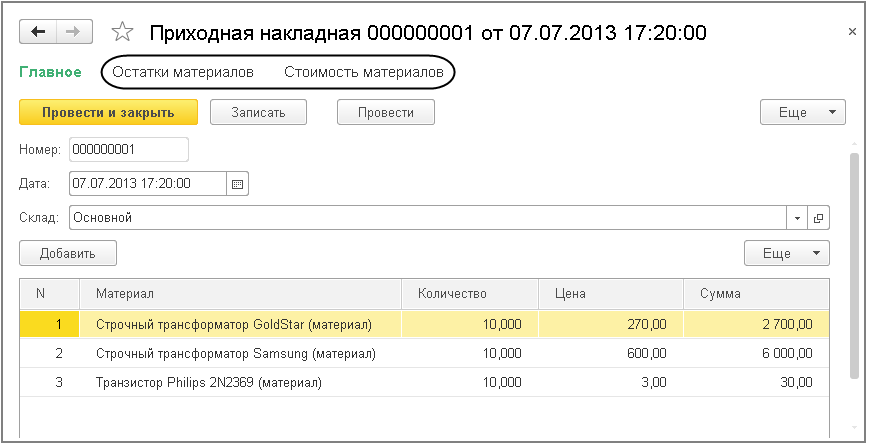 Приходная накладная 000000001 от 07.07.2013 17:20:00
Главное Остатки материалов Стоимость материалов
Провести и закрыть Записать Провести Еще
Номер: 000000001
Дата: 07.07.2013 17:20:00
Склад: Основной
Добавить Еще
N Материал Количество Цена Сумма
1 Строчный трансформатор GoldStar (материал) 10,000 270,00 2 700,00
2 Строчный трансформатор Samsung (материал) 10,000 600,00 6 000,00
3 Транзистор Philips 2N2369 (материал) 10,000 3,00 30,00